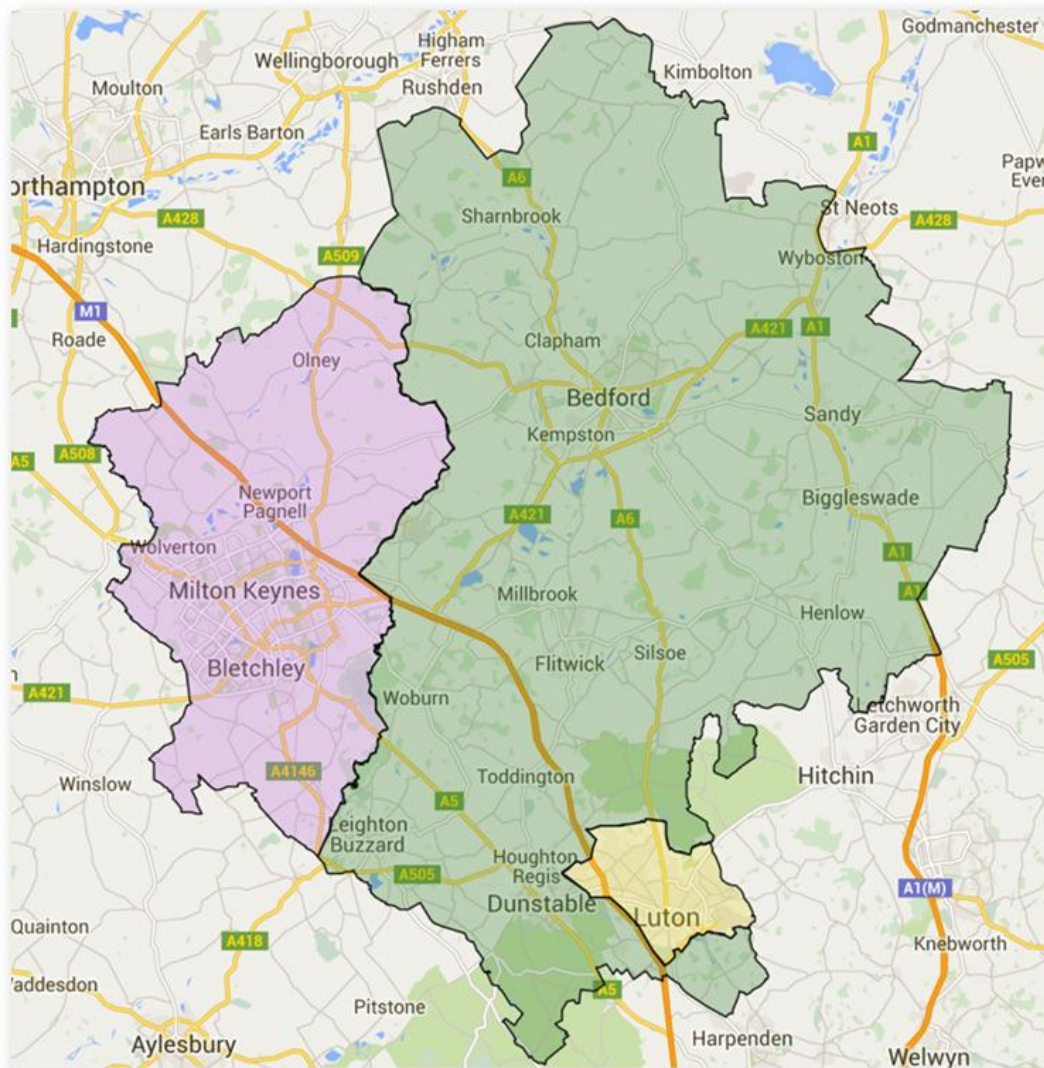 Godmanchester
Wellingborough
Higham
Ferrers
Rushden
Kimbolton
Moulton
Earls Barton
A1
Papw
Ever
orthampton
A6
Sharnbrook
St Neots
A428
A428
Hardingstone
A509
Wyboston
M1
Roade
A421
A1
Clapham
Olney
Bedford
Sandy
Kempston
A508
A5
Newport
Pagnell
Biggleswade
A421
A6
Wolverton
A1
Milton Keynes
Millbrook
A1
Henlow
Bletchley
Flitwick
Silsoe
A505
A421
Woburn
Letchworth
Garden City
Winslow
A4146
Toddington
Hitchin
A5
Leighton
Buzzard
Houghton
Regis
A505
A1(M)
Dunstable
Luton
Quainton
A418
Knebworth
addesdon
Pitstone
A5
Aylesbury
Harpenden
Welwyn